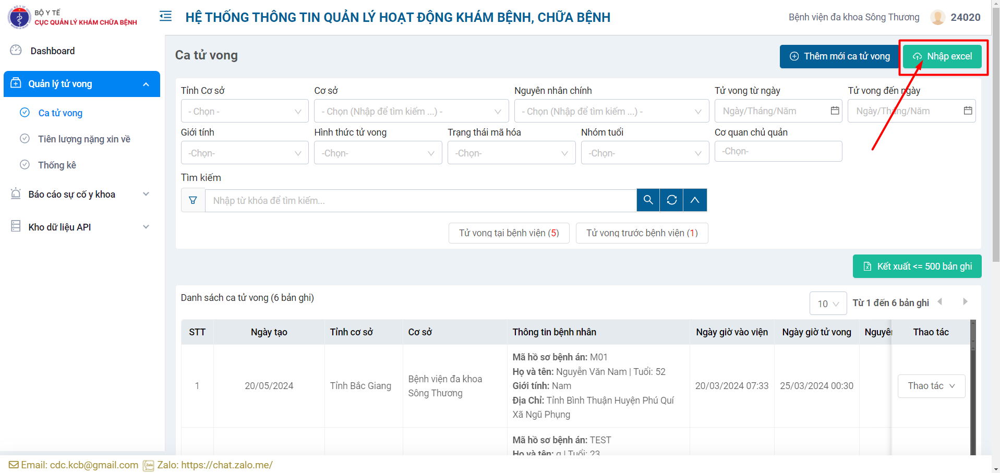 BỘ Y TẾ
CỤC QUẢN LÝ KHÁM CHỮA BỆNH
HỆ THỐNG THÔNG TIN QUẢN LÝ HOẠT ĐỘNG KHÁM BỆNH, CHỮA BỆNH
Bệnh viện đa khoa Sông Thương
24020
Dashboard
Quản lý tử vong
Ca tử vong
Tiên lượng nặng xin về
Thống kê
Báo cáo sự cố y khoa
Kho dữ liệu API
Ca tử vong
Thêm mới ca tử vong
Nhập excel
Tỉnh Cơ sở
Cơ sở
Nguyên nhân chính
Tử vong từ ngày
Tử vong đến ngày
- Chọn -
- Chọn (Nhập để tìm kiếm ...) -
- Chọn (Nhập để tìm kiếm ...) -
Ngày/Tháng/Năm
Ngày/Tháng/Năm
Giới tính
Hình thức tử vong
Trạng thái mã hóa
Nhóm tuổi
Cơ quan chủ quản
-Chọn-
-Chọn-
-Chọn-
-Chọn-
-Chọn-
Tìm kiếm
Nhập từ khóa để tìm kiếm...
Tử vong tại bệnh viện (5)
Tử vong trước bệnh viện (1)
Kết xuất <= 500 bản ghi
Danh sách ca tử vong (6 bản ghi)
10
Từ 1 đến 6 bản ghi
STT
Ngày tạo
Tỉnh cơ sở
Cơ sở
Thông tin bệnh nhân
Ngày giờ vào viện
Ngày giờ tử vong
Nguyên
Thao tác
1
20/05/2024
Tỉnh Bắc Giang
Bệnh viện đa khoa
Sông Thương
Mã hồ sơ bệnh án: M01
Họ và tên: Nguyễn Văn Nam | Tuổi: 52
Giới tính: Nam
Địa Chỉ: Tỉnh Bình Thuận Huyện Phú Quí
Xã Ngũ Phụng
20/03/2024 07:33
25/03/2024 00:30
Thao tác
Mã hồ sơ bệnh án: TEST
Họ và tên: q | Tuổi: 23
Email: cdc.kcb@gmail.com
Zalo: https://chat.zalo.me/